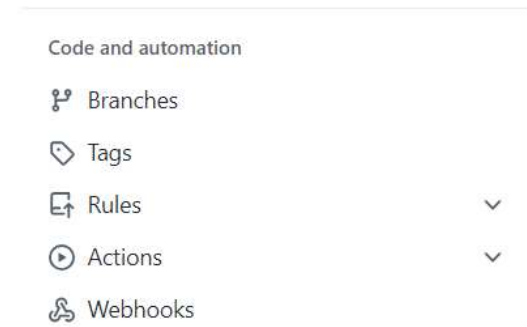 Code and automation
Branches
Tags
Rules
Actions
Webhooks